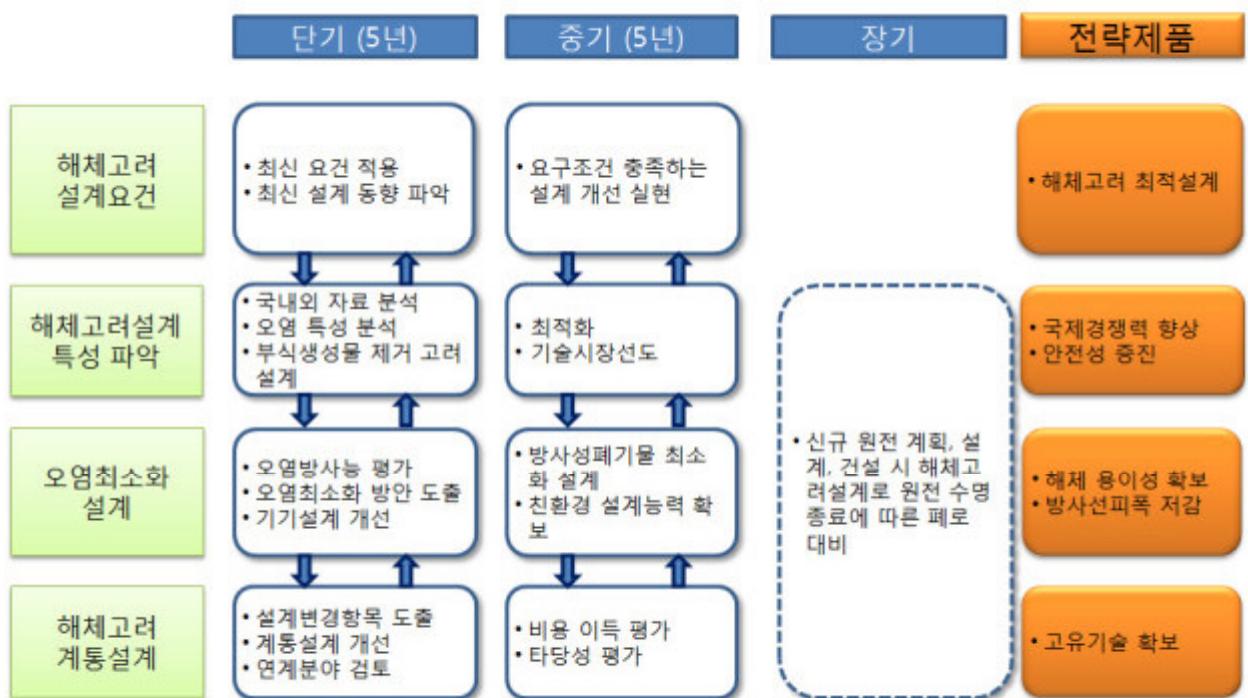 단기 (5년)
중기 (5년)
장기
전략제품
해체고려
설계요건
• 최신 요건 적용
• 최신 설계 동향 파악
• 요구조건 충족하는
설계 개선 실현
• 해체고려 최적설계
해체고려설계
특성 파악
• 국내외 자료 분석
• 오염 특성 분석
• 부식생성물 제거 고려
설계
• 최적화
• 기술시장선도
• 국제경쟁력 향상
• 안전성 증진
오염최소화
설계
• 오염방사능 평가
• 오염최소화 방안 도출
• 기기설계 개선
• 방사성폐기물 최소
화 설계
• 친환경 설계능력 확
보
• 신규 원전 계획, 설
계, 건설 시 해체고
려설계로 원전 수명
종료에 따른 폐로
대비
• 해체 용이성 확보
• 방사선피폭 저감
해체고려
계통설계
• 설계변경항목 도출
• 계통설계 개선
• 연계분야 검토
• 비용 이득 평가
• 타당성 평가
• 고유기술 확보